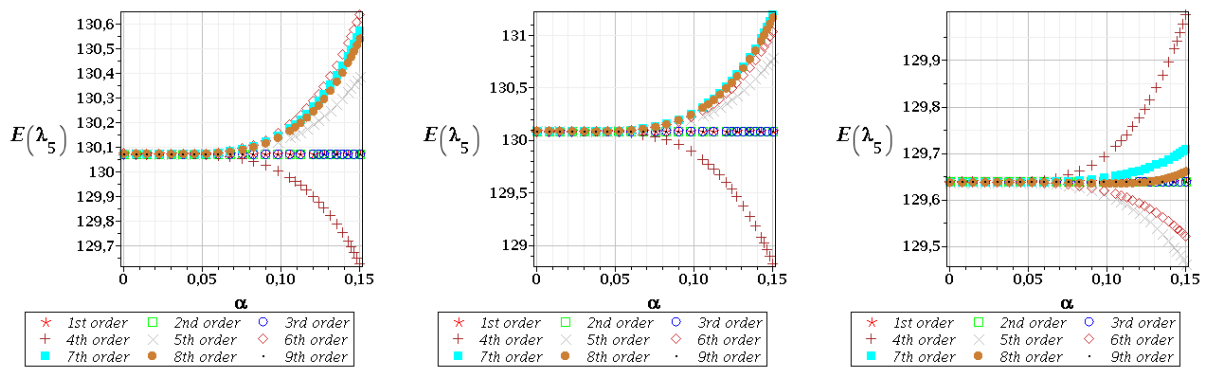 130,6
130,5
130,4
130,3
E(λ5) 130,2
130,1
130
129,9
129,8
129,7
0 0,05 0,10 0,15
α
1st order 2nd order 3rd order
4th order 5th order 6th order
7th order 8th order 9th order
131
130,5
E(λ5) 130
129,5
129
0 0,05 0,10 0,15
α
1st order 2nd order 3rd order
4th order 5th order 6th order
7th order 8th order 9th order
129,9
129,8
E(λ5)
129,7
129,6
129,5
0 0,05 0,10 0,15
α
1st order 2nd order 3rd order
4th order 5th order 6th order
7th order 8th order 9th order